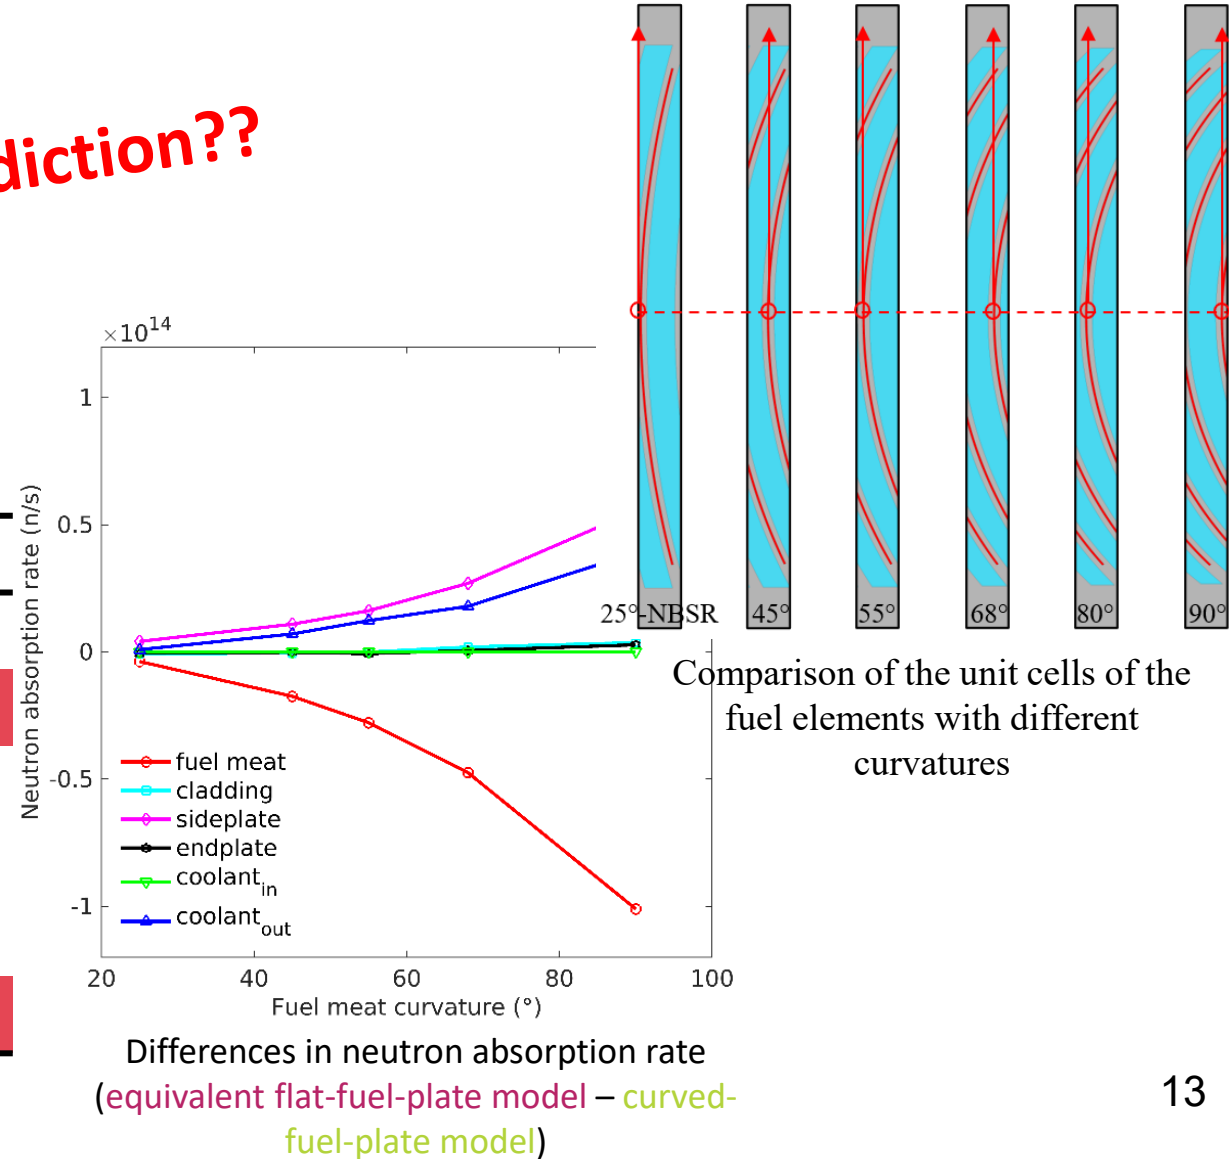 diction??
×10¹⁴
1
0.5
0
-0.5
-1
Neutron absorption rate (n/s)
fuel meat
cladding
sideplate
endplate
coolant_in
coolant_out
20 40 60 80 100
Fuel meat curvature (°)
Differences in neutron absorption rate
(equivalent flat-fuel-plate model – curved-
fuel-plate model)
25°-NBSR 45° 55° 68° 80° 90°
Comparison of the unit cells of the
fuel elements with different
curvatures
13